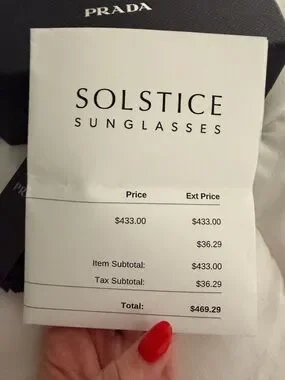 PRADA
SOLSTICE
SUNGLASSES
Price Ext Price
$433.00 $433.00
$36.29
Item Subtotal: $433.00
Tax Subtotal: $36.29
Total: $469.29